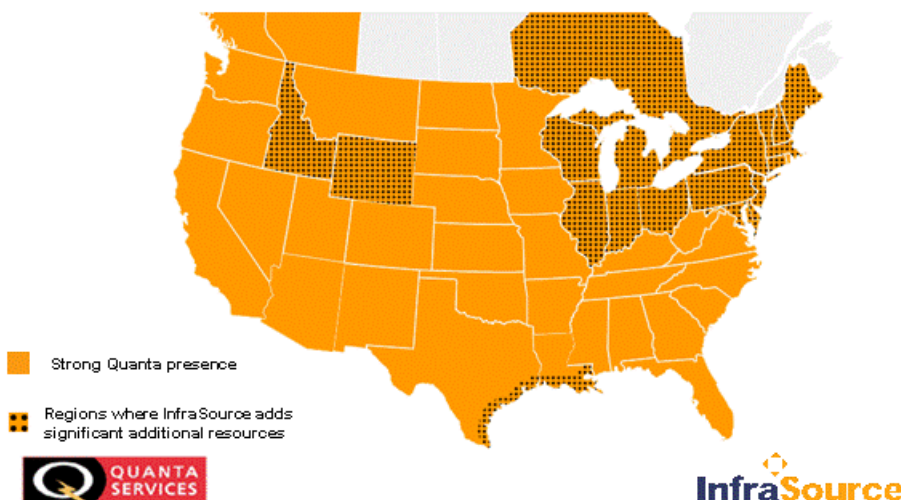 Strong Quanta presence
Regions where InfraSource adds
significant additional resources
QUANTA
SERVICES
InfraSource